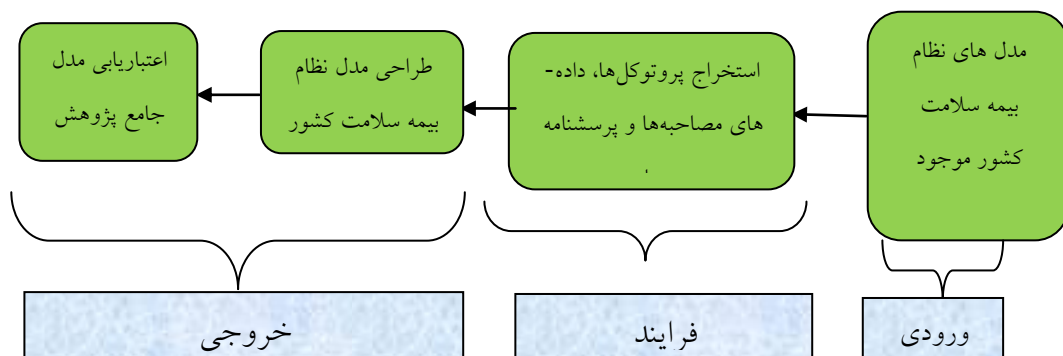 مدل های نظام
بیمه سلامت
کشور موجود
استخراج پروتوکل‌ها، داده-
های مصاحبه‌ها و پرسشنامه
طراحی مدل نظام
بیمه سلامت کشور
اعتباریابی مدل
جامع پژوهش
ورودی
فرایند
خروجی